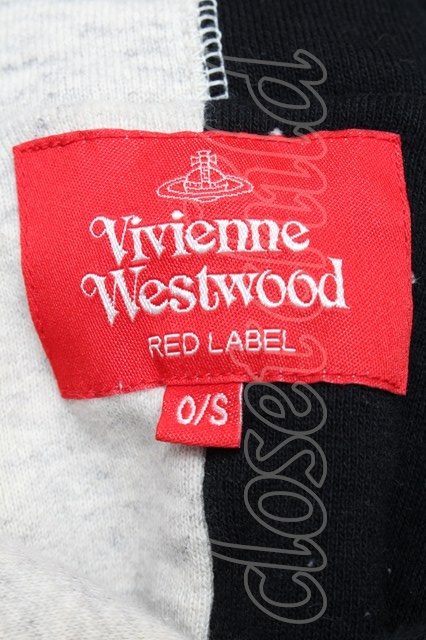 Vivienne
Westwood
RED LABEL
O/S
closet child